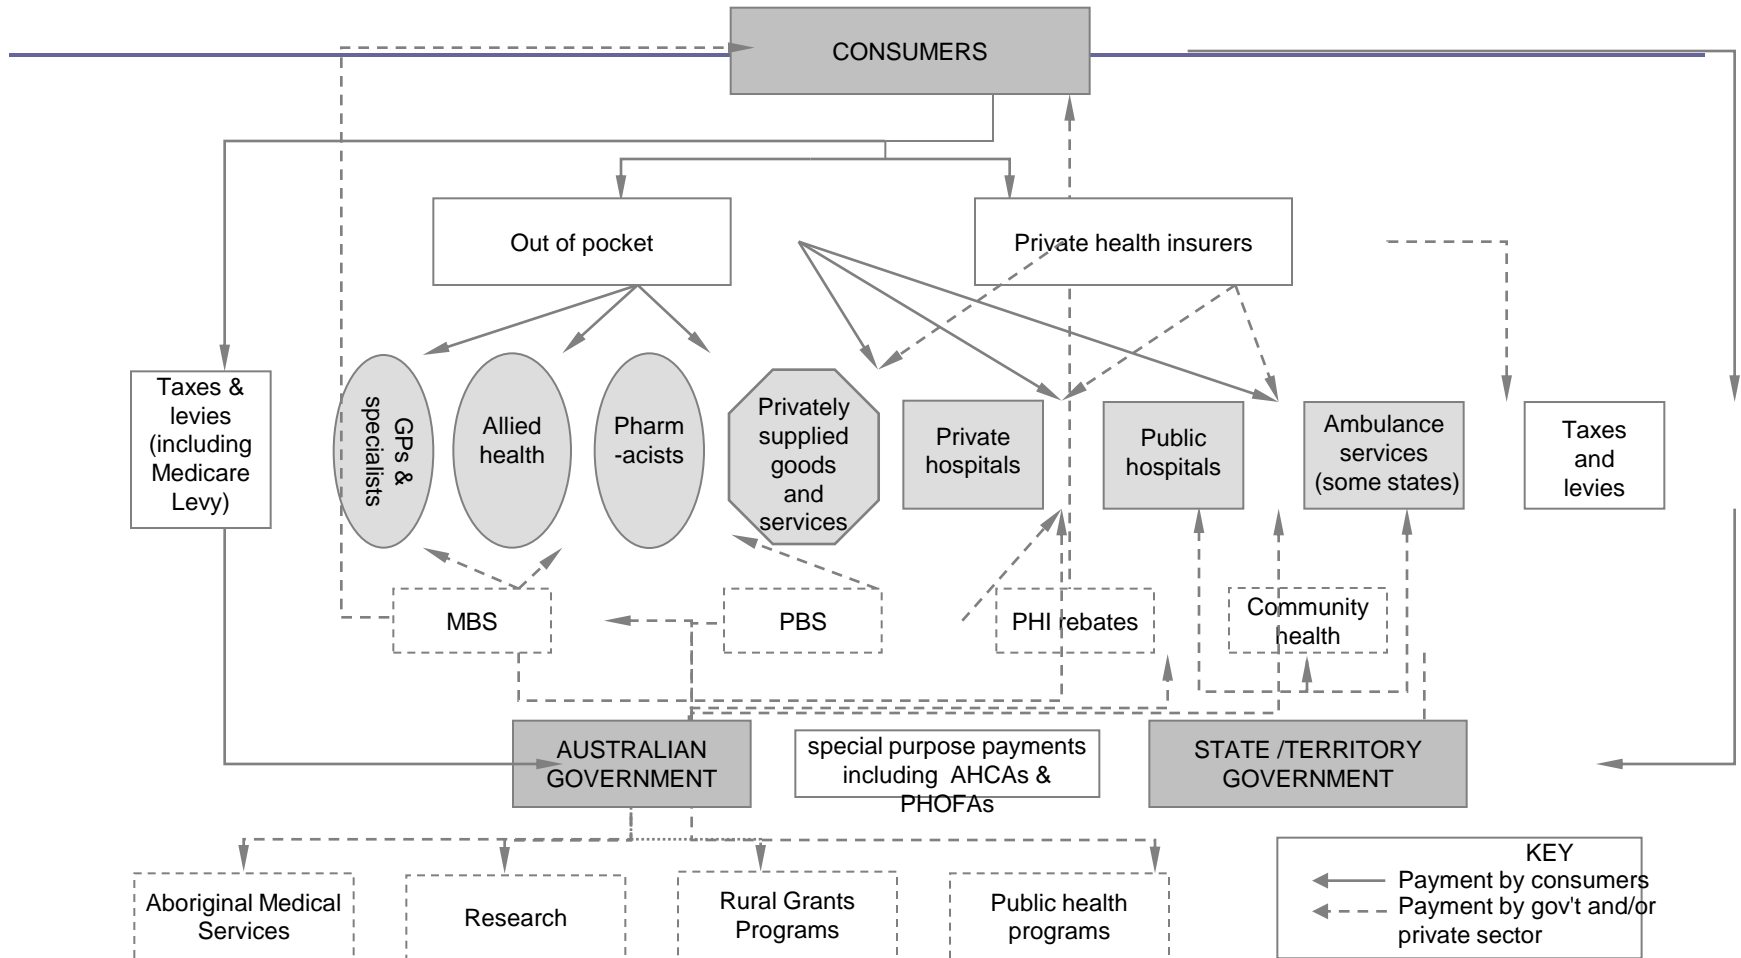 CONSUMERS
Out of pocket
Private health insurers
Taxes &
levies
(including
Medicare
Levy)
GPs &
specialists
Allied
health
Pharm
-acists
Privately
supplied
goods
and
services
Private
hospitals
Public
hospitals
Ambulance
services
(some states)
Taxes
and
levies
MBS
PBS
PHI rebates
Community
health
AUSTRALIAN
GOVERNMENT
special purpose payments
including AHCAs &
PHOFAs
STATE /TERRITORY
GOVERNMENT
Aboriginal Medical
Services
Research
Rural Grants
Programs
Public health
programs
KEY
Payment by consumers
Payment by gov't and/or
private sector